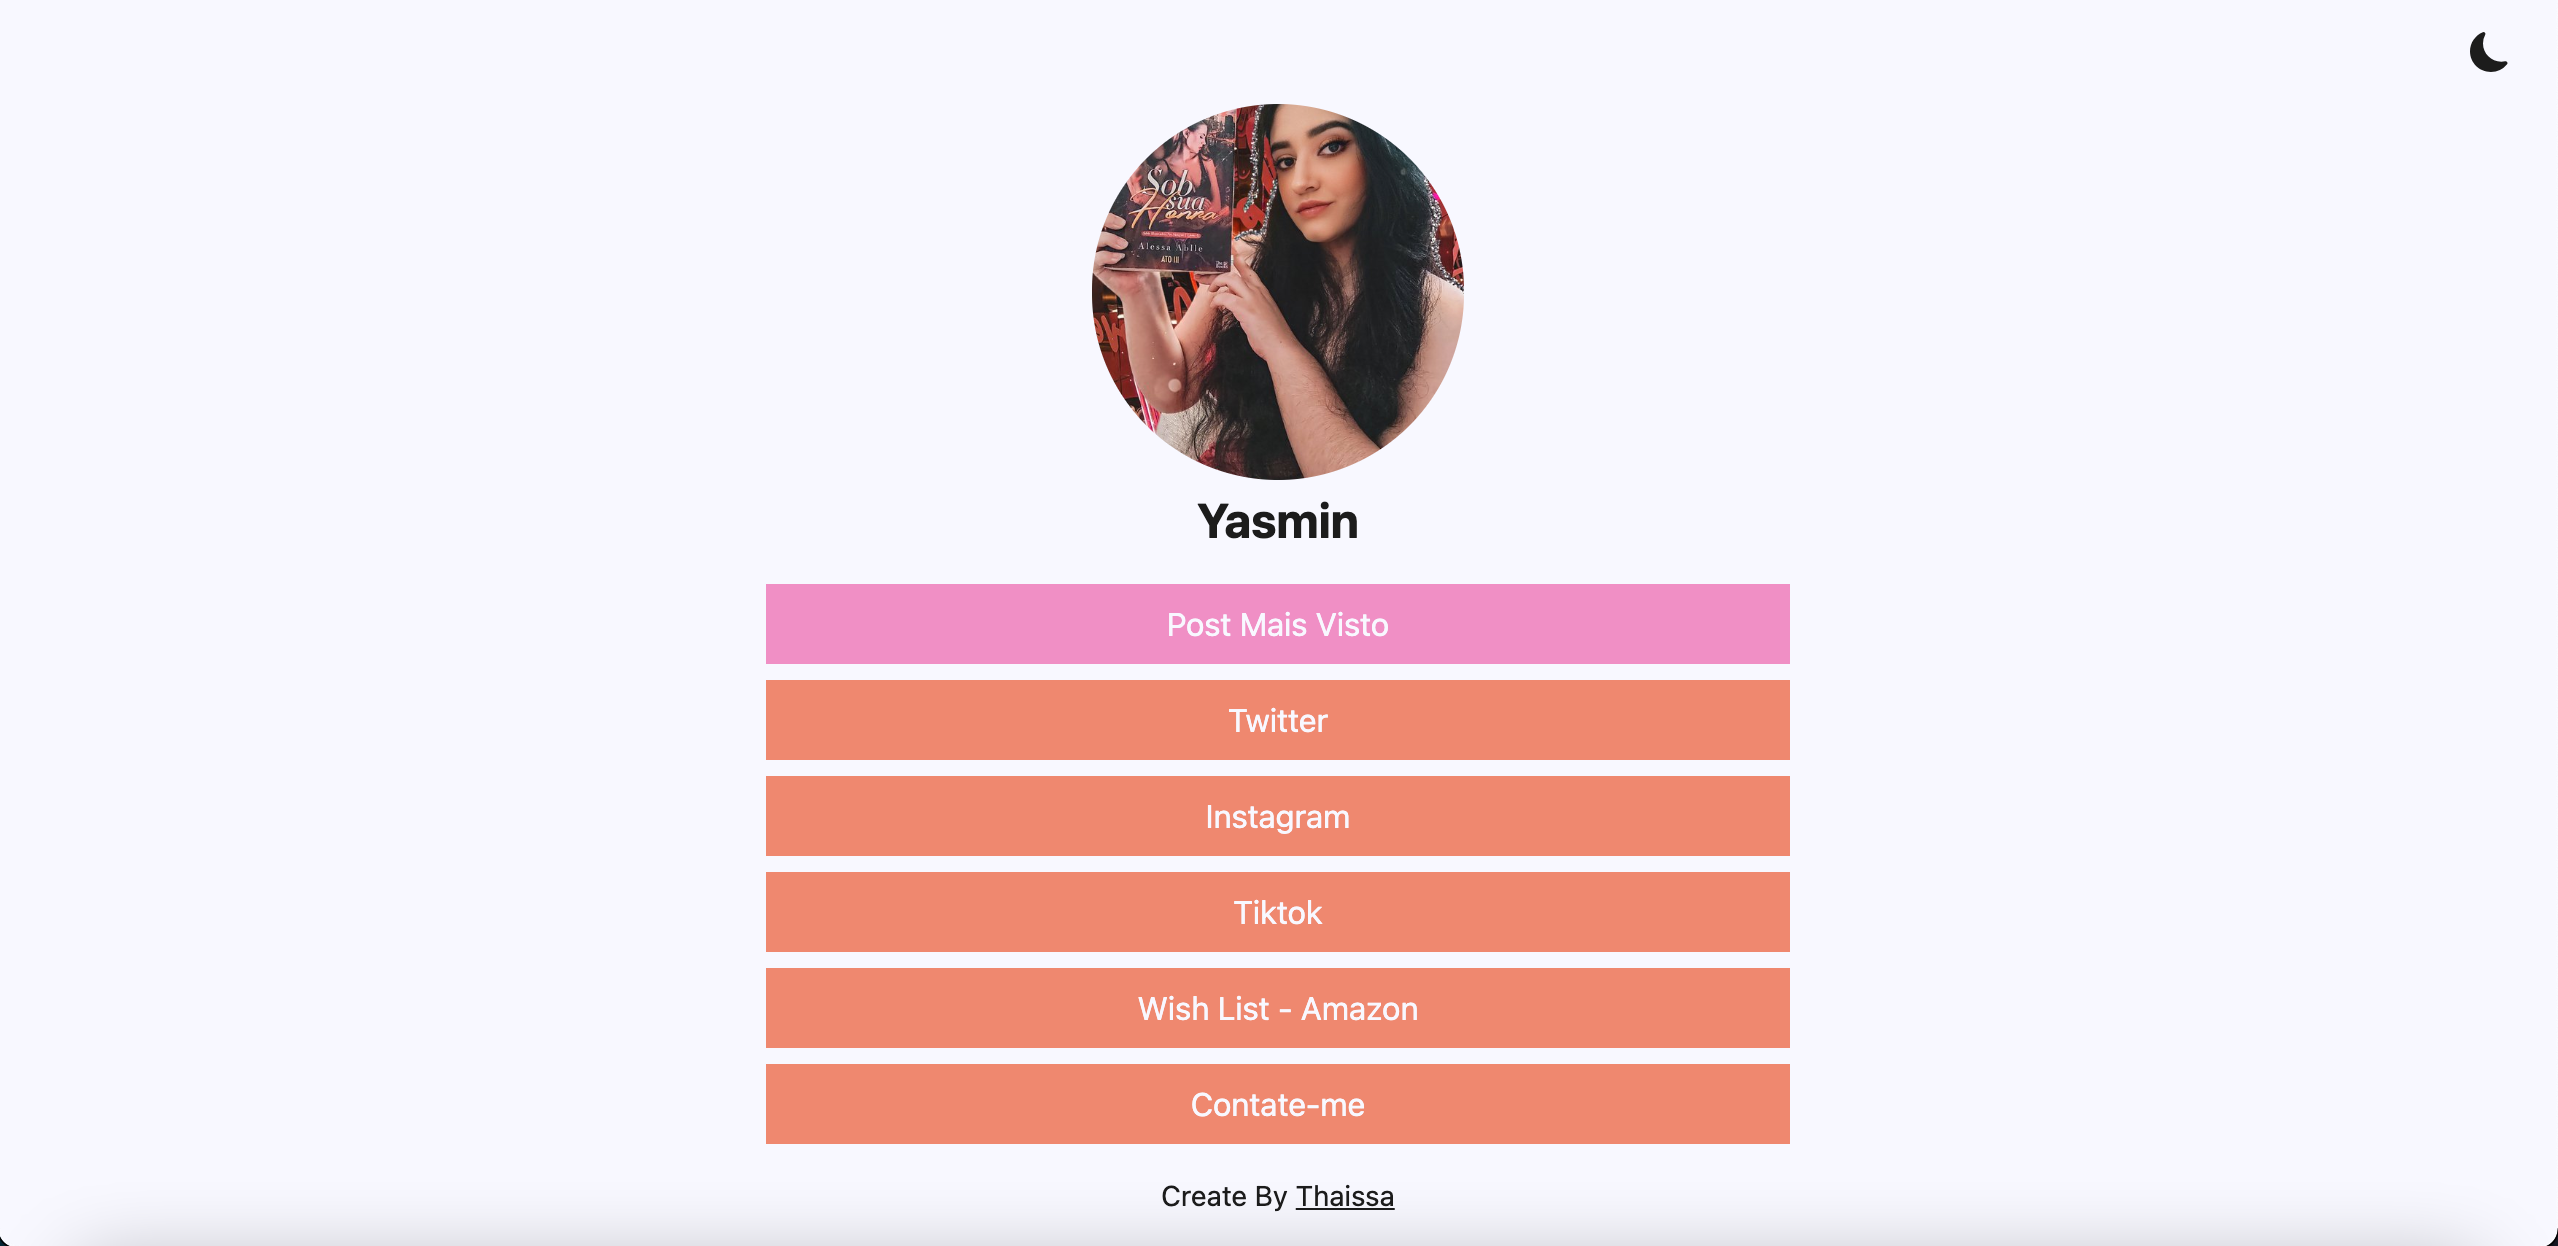 Sob
sua
Honra
Alessa Ablle
ATO III
Yasmin
Post Mais Visto
Twitter
Instagram
Tiktok
Wish List - Amazon
Contate-me
Create By Thaissa